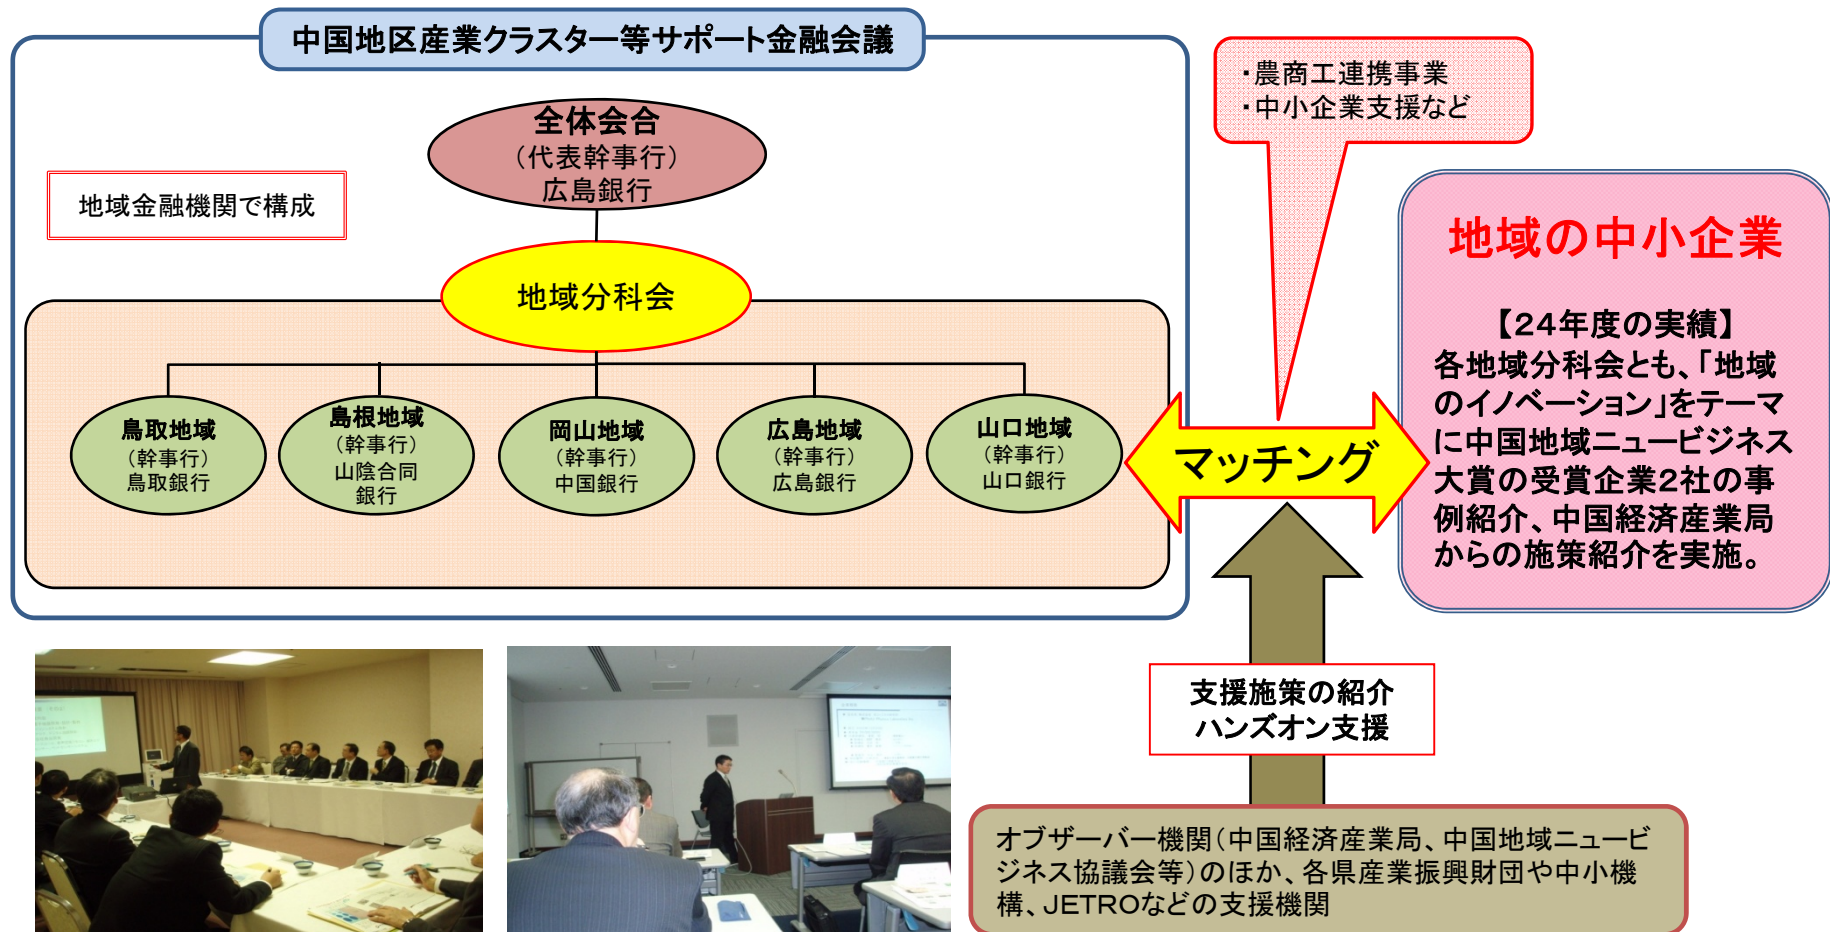 中国地区産業クラスター等サポート金融会議
・農商工連携事業
・中小企業支援など
全体会合
（代表幹事行）
広島銀行
地域金融機関で構成
地域分科会
鳥取地域
（幹事行）
鳥取銀行
島根地域
（幹事行）
山陰合同
銀行
岡山地域
（幹事行）
中国銀行
広島地域
（幹事行）
広島銀行
山口地域
（幹事行）
山口銀行
マッチング
地域の中小企業
【２４年度の実績】
各地域分科会とも、「地域
のイノベーション」をテーマ
に中国地域ニュービジネス
大賞の受賞企業２社の事
例紹介、中国経済産業局
からの施策紹介を実施。
支援施策の紹介
ハンズオン支援
オブザーバー機関（中国経済産業局、中国地域ニュービ
ジネス協議会等）のほか、各県産業振興財団や中小機
構、ＪＥＴＲＯなどの支援機関